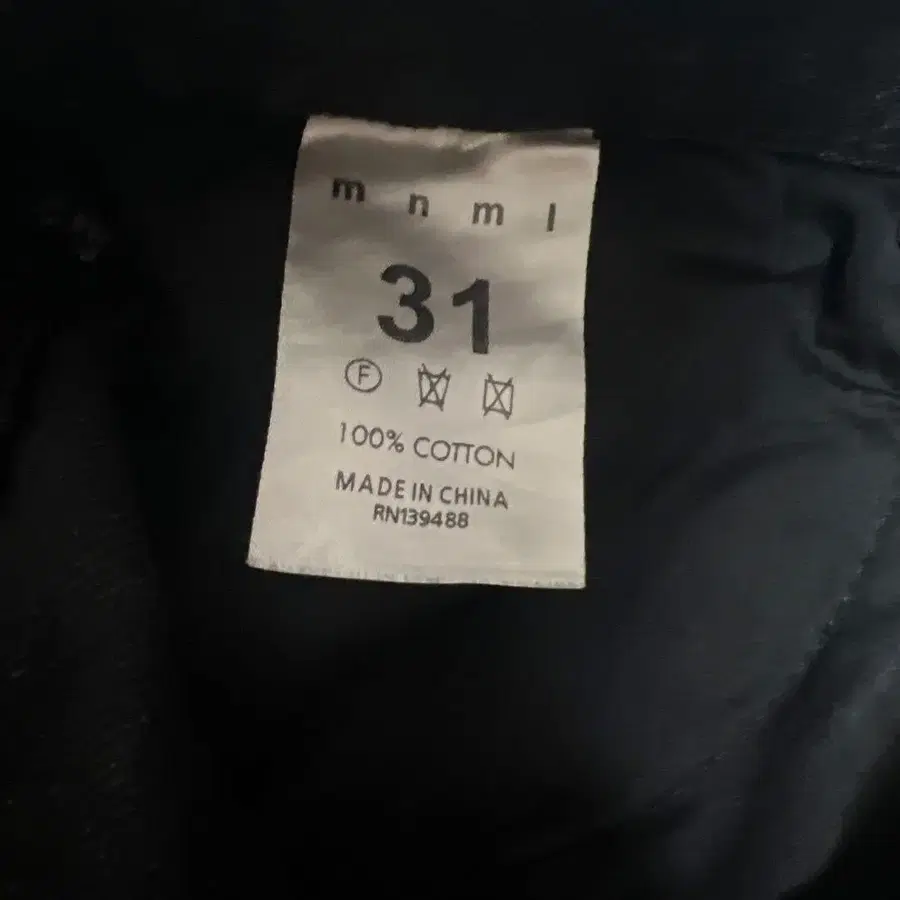 m n m l
31
F
100% COTTON
MADE IN CHINA
RN139488